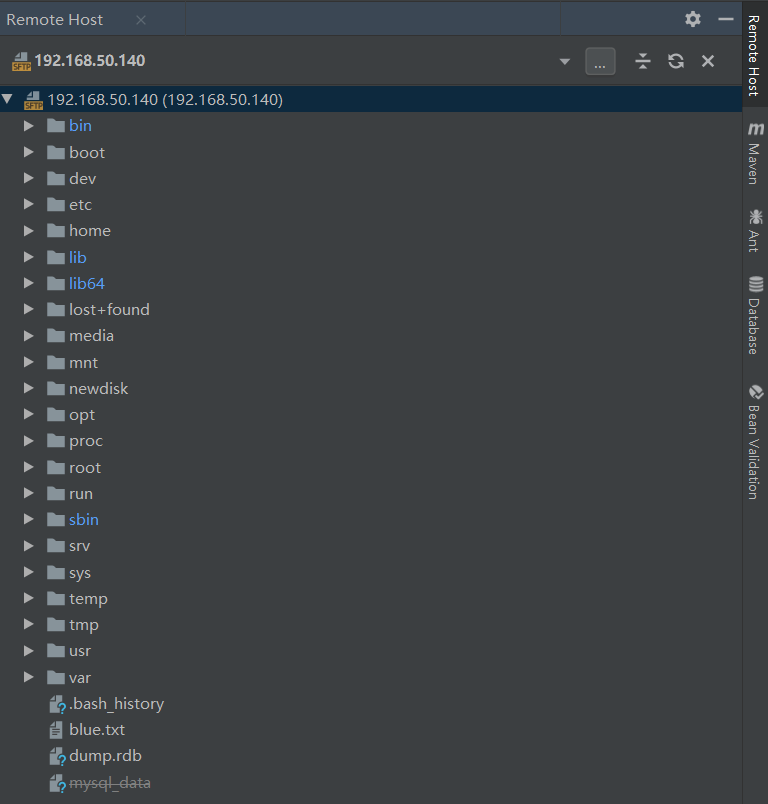 Remote Host
SFTP 192.168.50.140
...
SFTP 192.168.50.140 (192.168.50.140)
bin
boot
dev
etc
home
lib
lib64
lost+found
media
mnt
newdisk
opt
proc
root
run
sbin
srv
sys
temp
tmp
usr
var
.bash_history
blue.txt
dump.rdb
mysql_data
Remote Host
m Maven
Ant
Database
Bean Validation